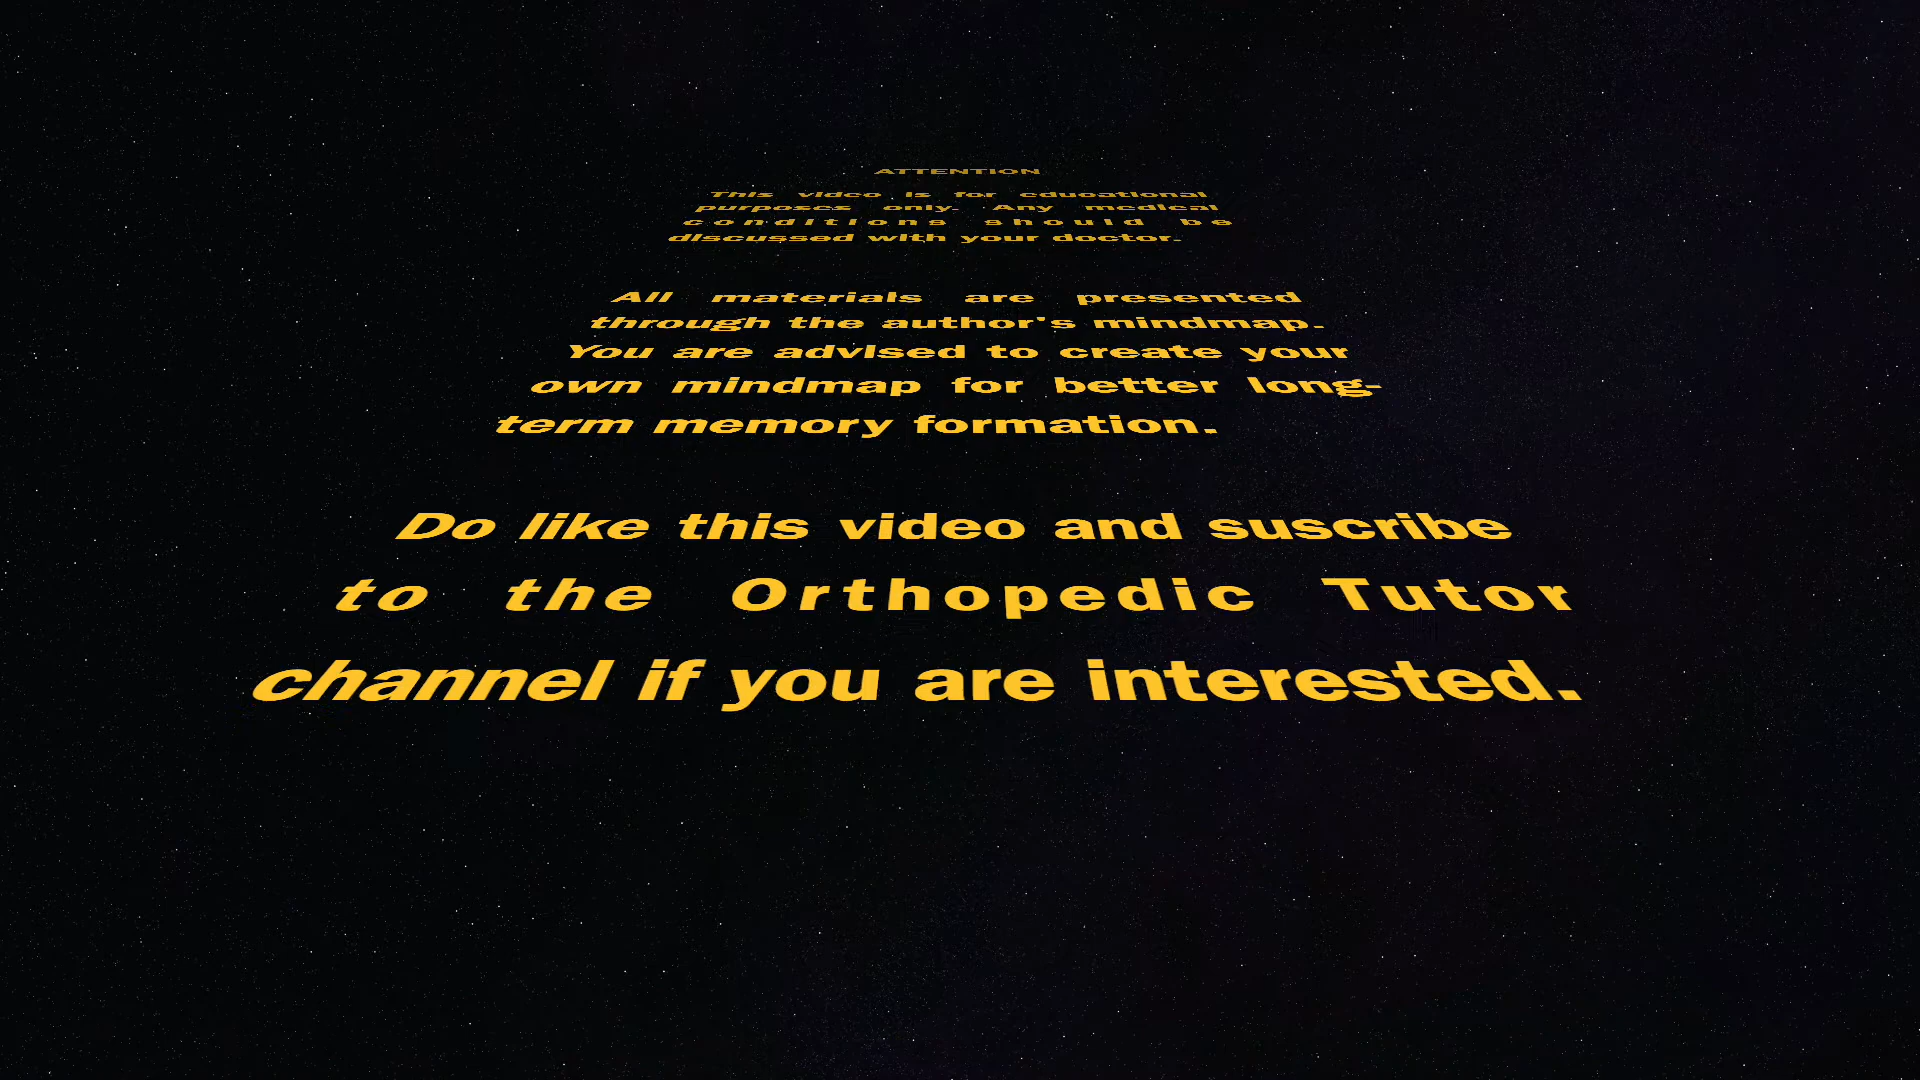 ATTENTION
This video is for educational
purposes only. Any medical
conditions should be
discussed with your doctor.
All materials are presented
through the author's mindmap.
You are advised to create your
own mindmap for better long-
term memory formation.
Do like this video and suscribe
to the Orthopedic Tutor
channel if you are interested.